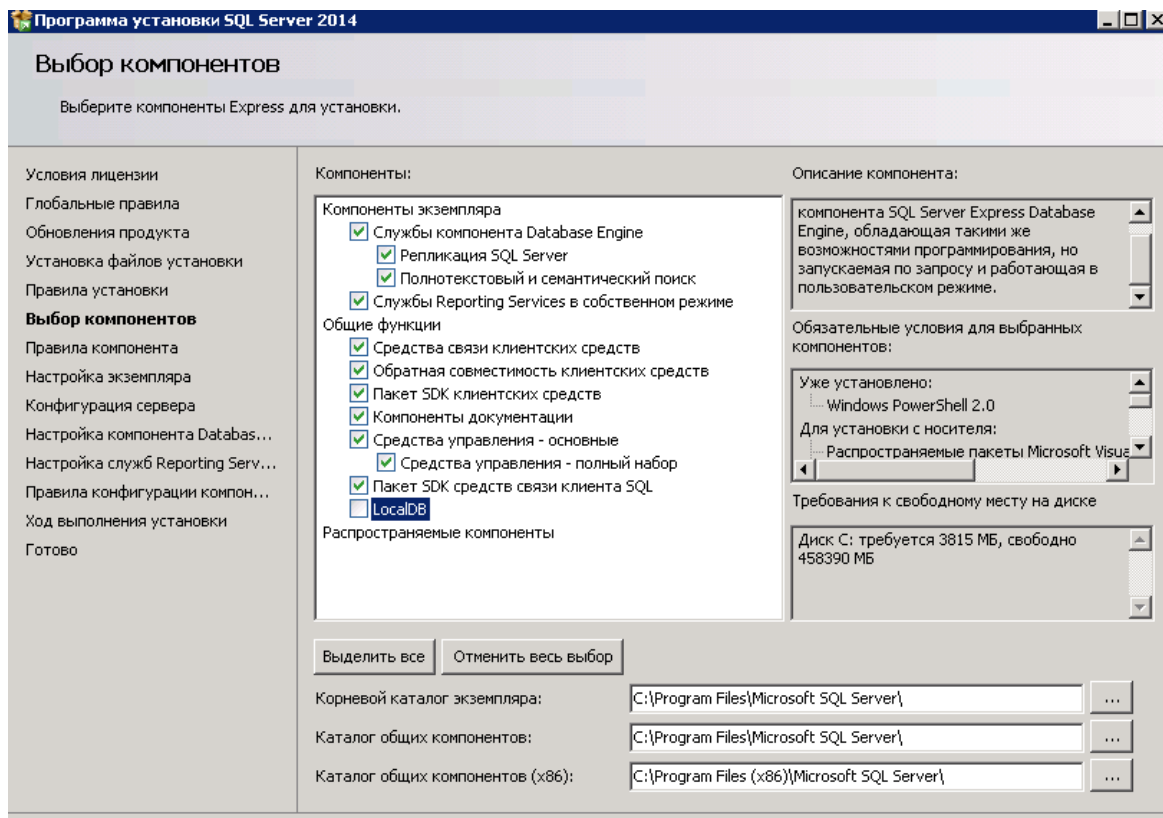 Программа установки SQL Server 2014
Выбор компонентов
Выберите компоненты Express для установки.
Условия лицензии
Глобальные правила
Обновления продукта
Установка файлов установки
Правила установки
Выбор компонентов
Правила компонента
Настройка экземпляра
Конфигурация сервера
Настройка компонента Databas...
Настройка служб Reporting Serv...
Правила конфигурации компон...
Ход выполнения установки
Готово
Компоненты:
Компоненты экземпляра
Службы компонента Database Engine
Репликация SQL Server
Полнотекстовый и семантический поиск
Службы Reporting Services в собственном режиме
Общие функции
Средства связи клиентских средств
Обратная совместимость клиентских средств
Пакет SDK клиентских средств
Компоненты документации
Средства управления - основные
Средства управления - полный набор
Пакет SDK средств связи клиента SQL
LocalDB
Распространяемые компоненты
Описание компонента:
компонента SQL Server Express Database
Engine, обладающая такими же
возможностями программирования, но
запускаемая по запросу и работающая в
пользовательском режиме.
Обязательные условия для выбранных
компонентов:
Уже установлено:
Windows PowerShell 2.0
Для установки с носителя:
Распространяемые пакеты Microsoft Visua
Требования к свободному месту на диске
Диск C: требуется 3815 МБ, свободно
458390 МБ
Выделить все
Отменить весь выбор
Корневой каталог экземпляра:
C:\Program Files\Microsoft SQL Server\
...
Каталог общих компонентов:
C:\Program Files\Microsoft SQL Server\
...
Каталог общих компонентов (x86):
C:\Program Files (x86)\Microsoft SQL Server\
...